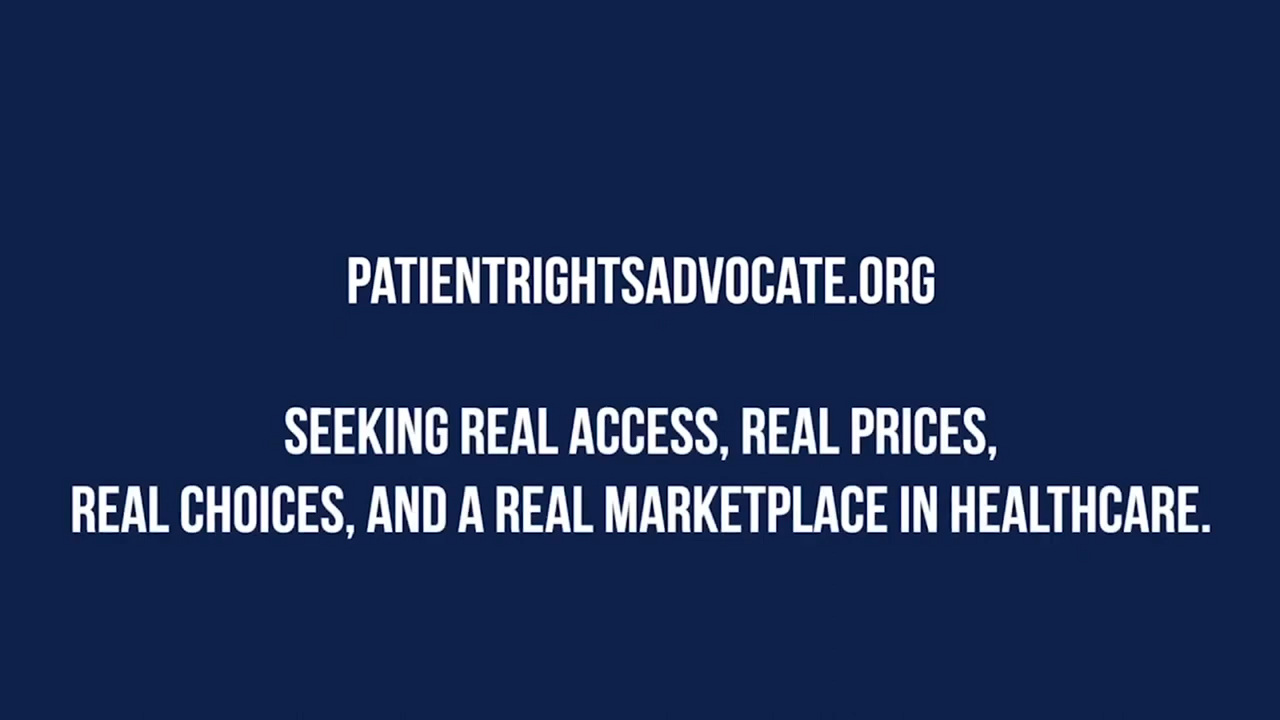 PATIENTRIGHTSADVOCATE.ORG
SEEKING REAL ACCESS, REAL PRICES,
REAL CHOICES, AND A REAL MARKETPLACE IN HEALTHCARE.